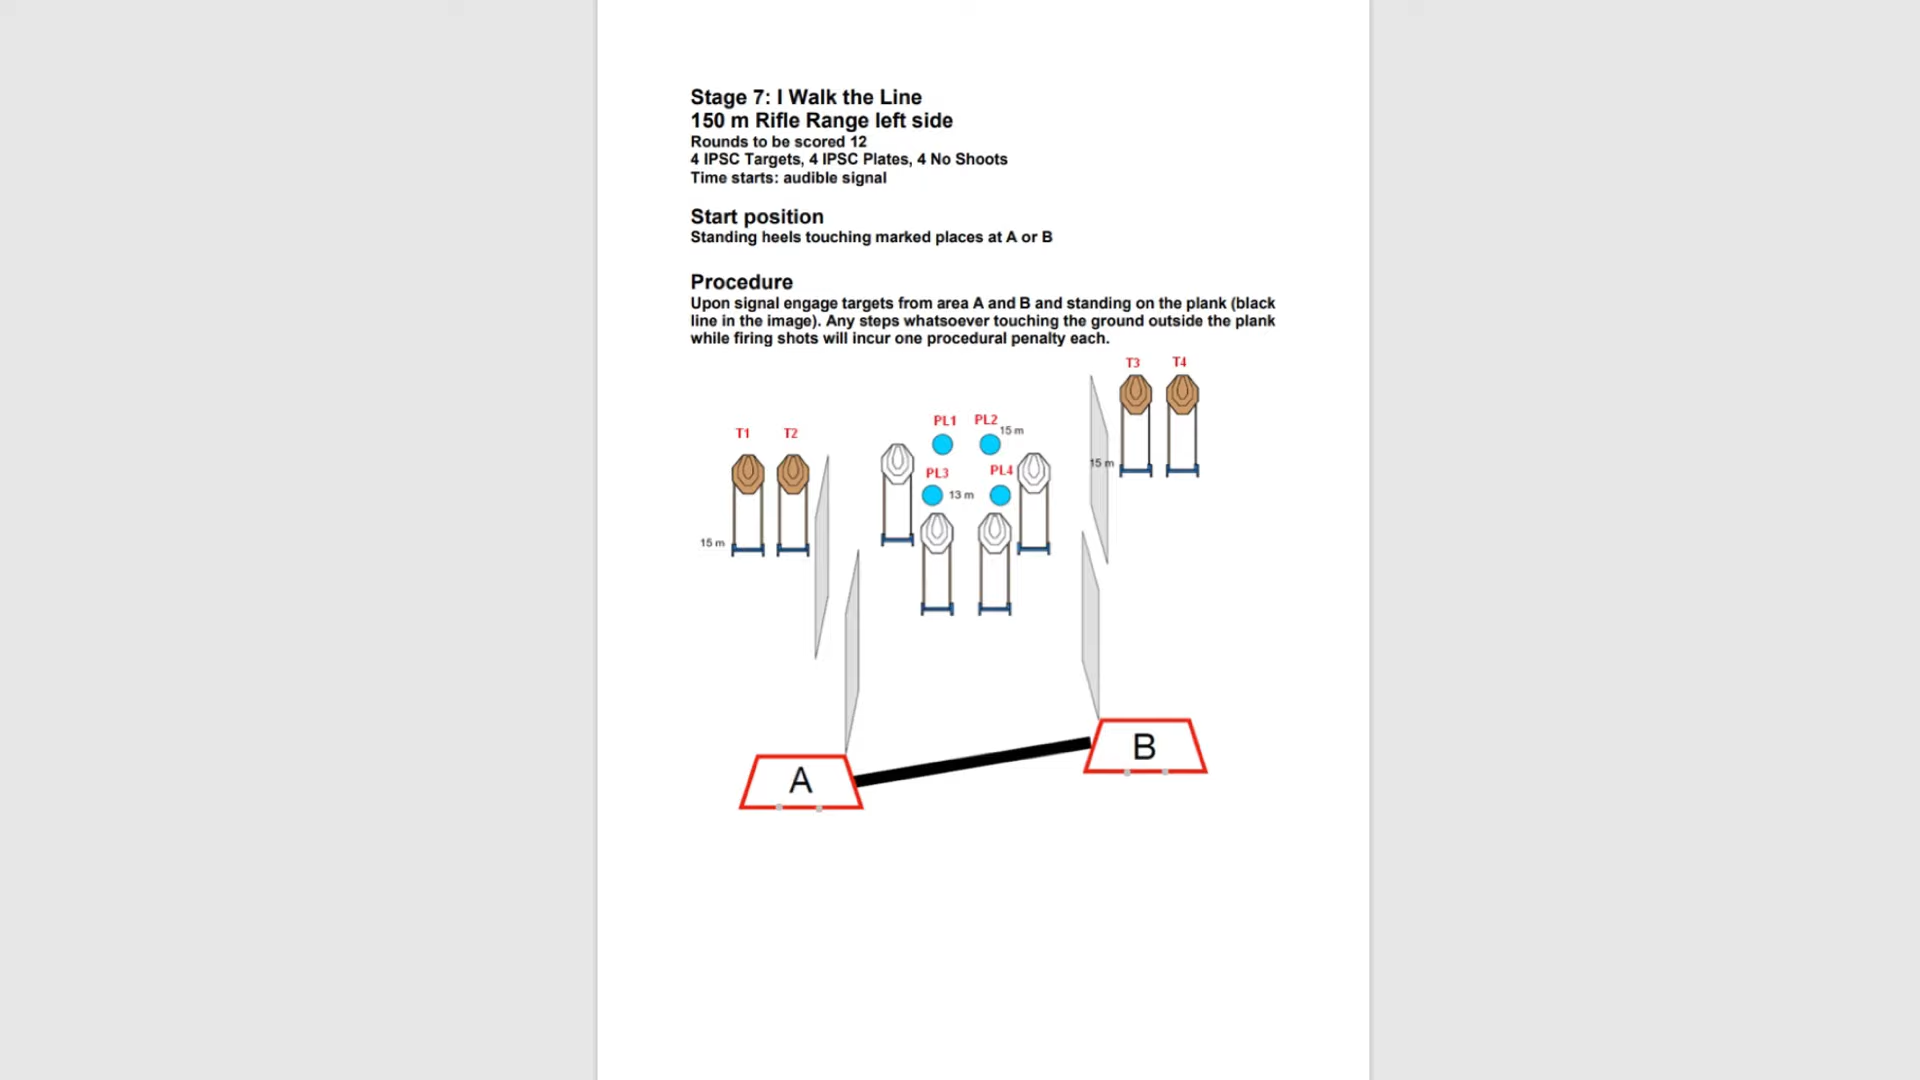 Stage 7: I Walk the Line
150 m Rifle Range left side
Rounds to be scored 12
4 IPSC Targets, 4 IPSC Plates, 4 No Shoots
Time starts: audible signal
Start position
Standing heels touching marked places at A or B
Procedure
Upon signal engage targets from area A and B and standing on the plank (black
line in the image). Any steps whatsoever touching the ground outside the plank
while firing shots will incur one procedural penalty each.
T3 T4
PL1 PL2
15 m
T1 T2
15 m
PL3 PL4
13 m
15 m
B
A